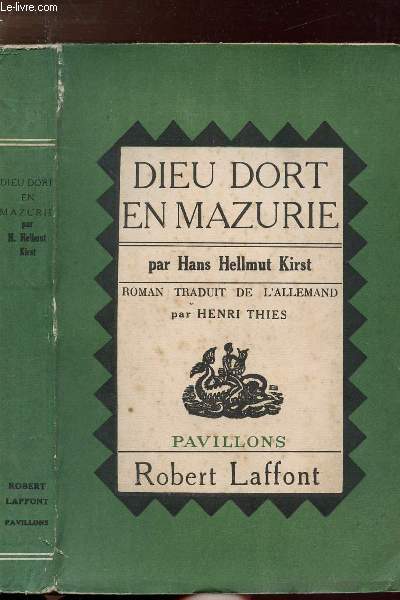 Le-livre.com
DIEU DORT
EN
MAZURIE
par
H. Hellmut
Kirst
ROBERT
LAFFONT
PAVILLONS
DIEU DORT
EN MAZURIE
par Hans Hellmut Kirst
ROMAN TRADUIT DE L'ALLEMAND
par HENRI THIES
PAVILLONS
Robert Laffont